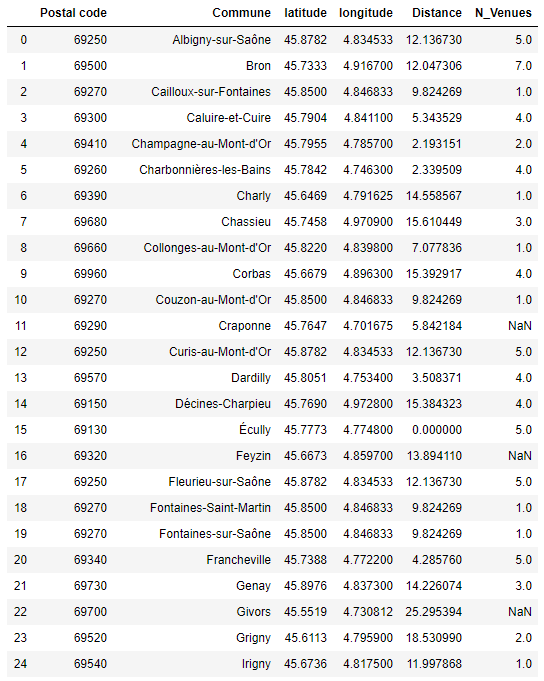 Postal code Commune latitude longitude Distance N_Venues
0 69250 Albigny-sur-Saône 45.8782 4.834533 12.136730 5.0
1 69500 Bron 45.7333 4.916700 12.047306 7.0
2 69270 Cailloux-sur-Fontaines 45.8500 4.846833 9.824269 1.0
3 69300 Caluire-et-Cuire 45.7904 4.841100 5.343529 4.0
4 69410 Champagne-au-Mont-d'Or 45.7955 4.785700 2.193151 2.0
5 69260 Charbonnières-les-Bains 45.7842 4.746300 2.339509 4.0
6 69390 Charly 45.6469 4.791625 14.558567 1.0
7 69680 Chassieu 45.7458 4.970900 15.610449 3.0
8 69660 Collonges-au-Mont-d'Or 45.8220 4.839800 7.077836 1.0
9 69960 Corbas 45.6679 4.896300 15.392917 4.0
10 69270 Couzon-au-Mont-d'Or 45.8500 4.846833 9.824269 1.0
11 69290 Craponne 45.7647 4.701675 5.842184 NaN
12 69250 Curis-au-Mont-d'Or 45.8782 4.834533 12.136730 5.0
13 69570 Dardilly 45.8051 4.753400 3.508371 4.0
14 69150 Décines-Charpieu 45.7690 4.972800 15.384323 4.0
15 69130 Écully 45.7773 4.774800 0.000000 5.0
16 69320 Feyzin 45.6673 4.859700 13.894110 NaN
17 69250 Fleurieu-sur-Saône 45.8782 4.834533 12.136730 5.0
18 69270 Fontaines-Saint-Martin 45.8500 4.846833 9.824269 1.0
19 69270 Fontaines-sur-Saône 45.8500 4.846833 9.824269 1.0
20 69340 Francheville 45.7388 4.772200 4.285760 5.0
21 69730 Genay 45.8976 4.837300 14.226074 3.0
22 69700 Givors 45.5519 4.730812 25.295394 NaN
23 69520 Grigny 45.6113 4.795900 18.530990 2.0
24 69540 Irigny 45.6736 4.817500 11.997868 1.0